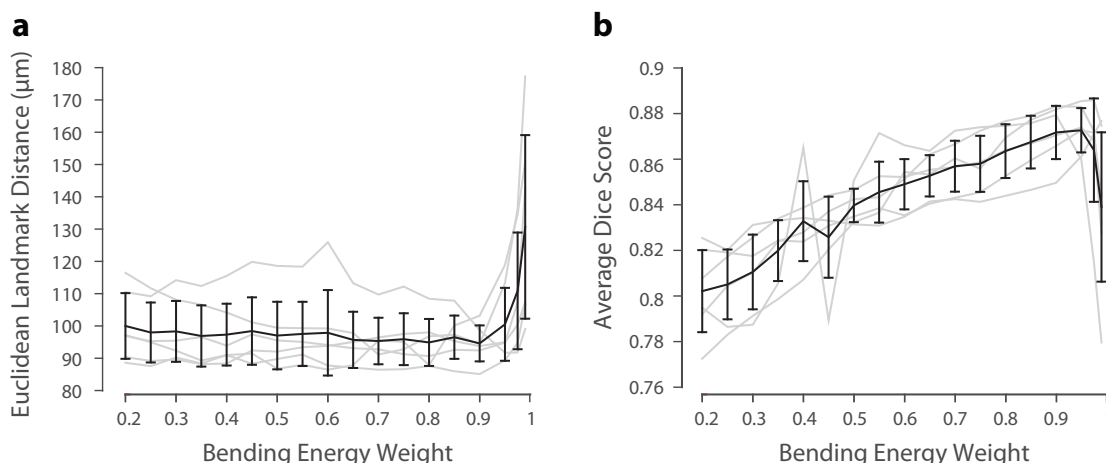 a
Euclidean Landmark Distance (µm)
180
170
160
150
140
130
120
110
100
90
80
0.2 0.3 0.4 0.5 0.6 0.7 0.8 0.9 1
Bending Energy Weight
b
Average Dice Score
0.9
0.88
0.86
0.84
0.82
0.8
0.78
0.76
0.2 0.3 0.4 0.5 0.6 0.7 0.8 0.9
Bending Energy Weight